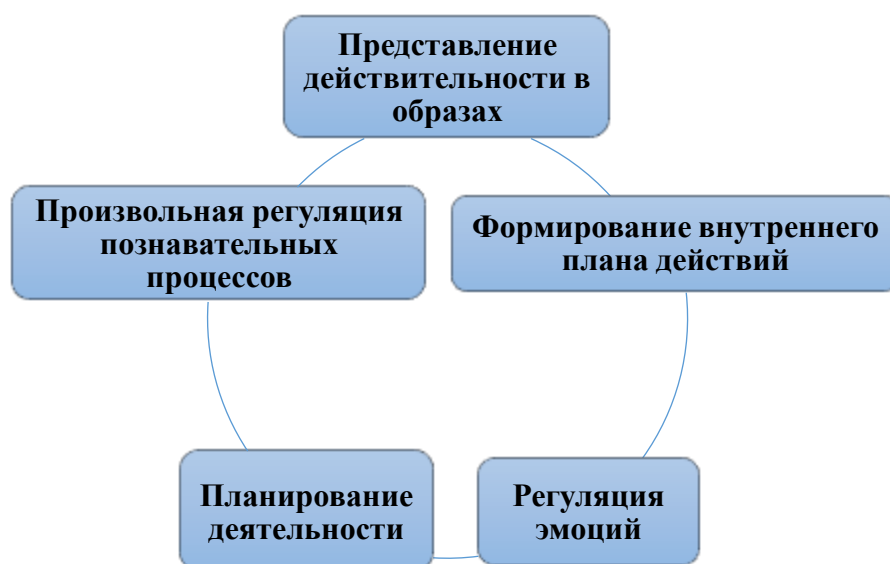 Представление
действительности в
образах
Произвольная регуляция
познавательных
процессов
Формирование внутреннего
плана действий
Планирование
деятельности
Регуляция
эмоций